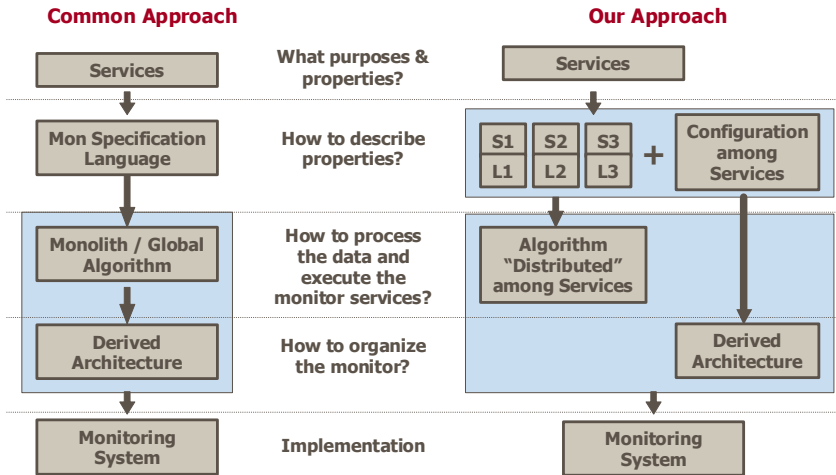 Common Approach
Our Approach
Services
What purposes &
properties?
Services
Mon Specification
Language
How to describe
properties?
S1
S2
S3
L1
L2
L3
+
Configuration
among
Services
Monolith / Global
Algorithm
How to process
the data and
execute the
monitor services?
Algorithm
“Distributed”
among Services
Derived
Architecture
How to organize
the monitor?
Derived
Architecture
Monitoring
System
Implementation
Monitoring
System